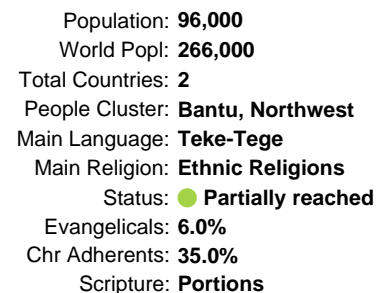 Population: 96,000
World Popl: 266,000
Total Countries: 2
People Cluster: Bantu, Northwest
Main Language: Teke-Tege
Main Religion: Ethnic Religions
Status: Partially reached
Evangelicals: 6.0%
Chr Adherents: 35.0%
Scripture: Portions